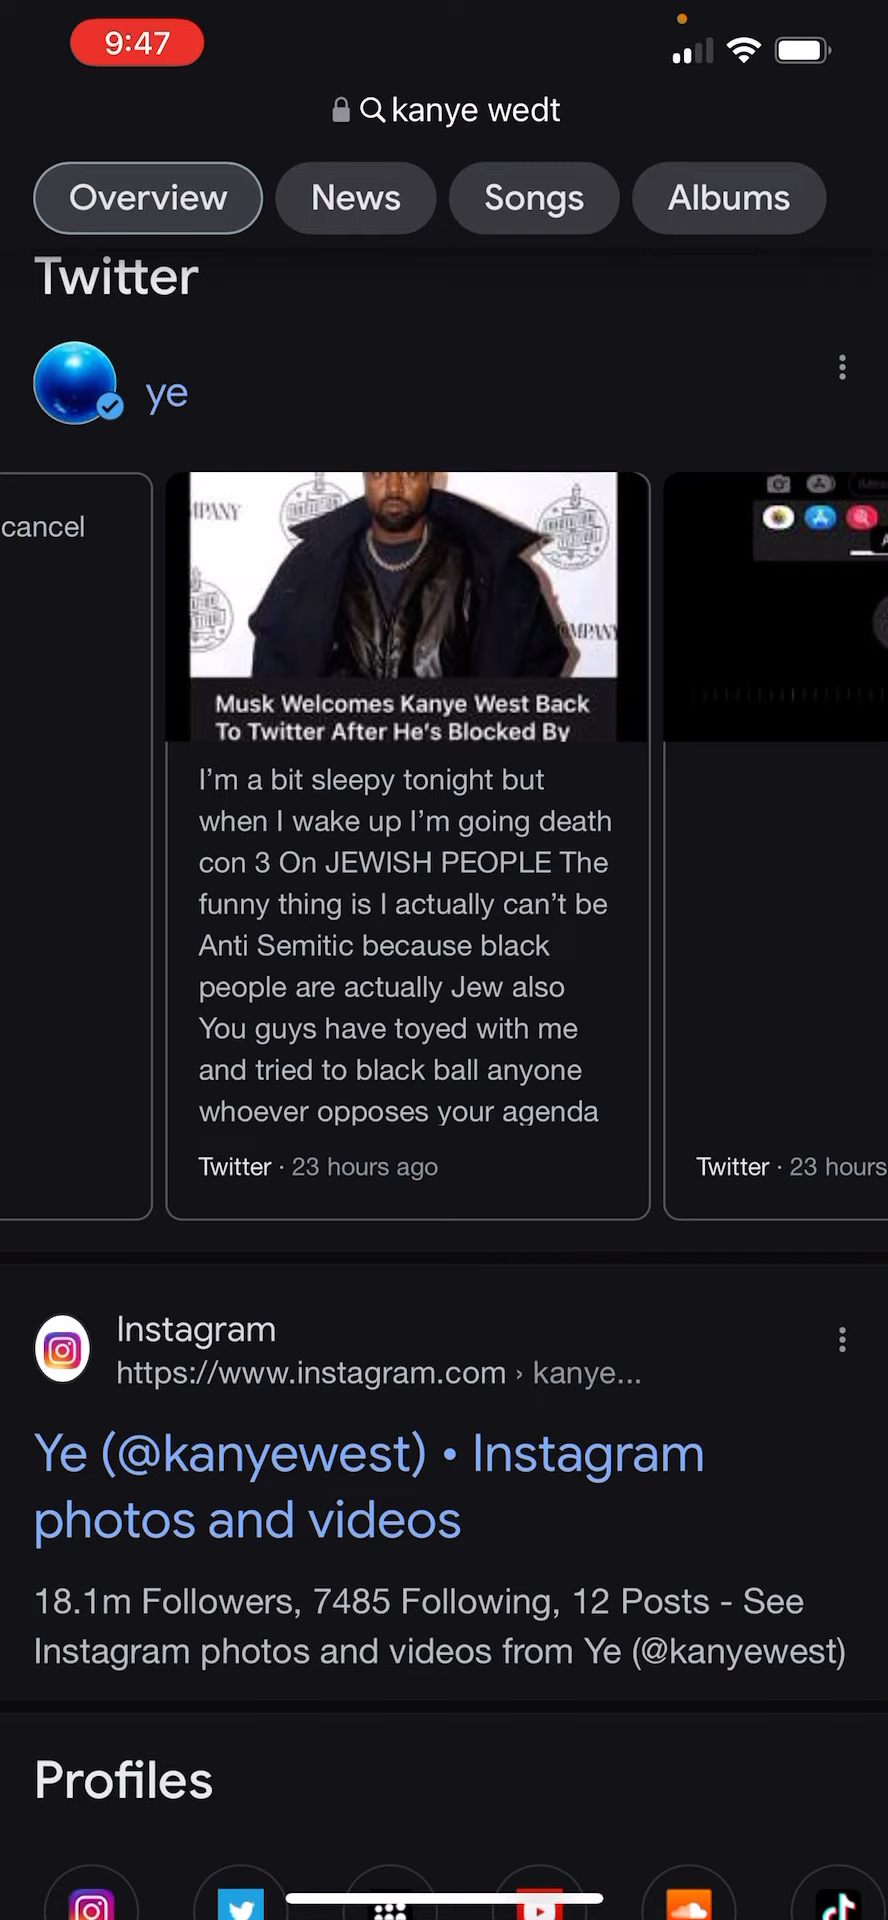 9:47
kanye wedt
Overview News Songs Albums
Twitter
ye
cancel
MPANY
OMPANY
Musk Welcomes Kanye West Back
To Twitter After He's Blocked By
I'm a bit sleepy tonight but
when I wake up I'm going death
con 3 On JEWISH PEOPLE The
funny thing is I actually can't be
Anti Semitic because black
people are actually Jew also
You guys have toyed with me
and tried to black ball anyone
whoever opposes your agenda
Twitter · 23 hours ago
Twitter · 23 hours
Instagram
https://www.instagram.com › kanye...
Ye (@kanyewest) • Instagram
photos and videos
18.1m Followers, 7485 Following, 12 Posts - See
Instagram photos and videos from Ye (@kanyewest)
Profiles